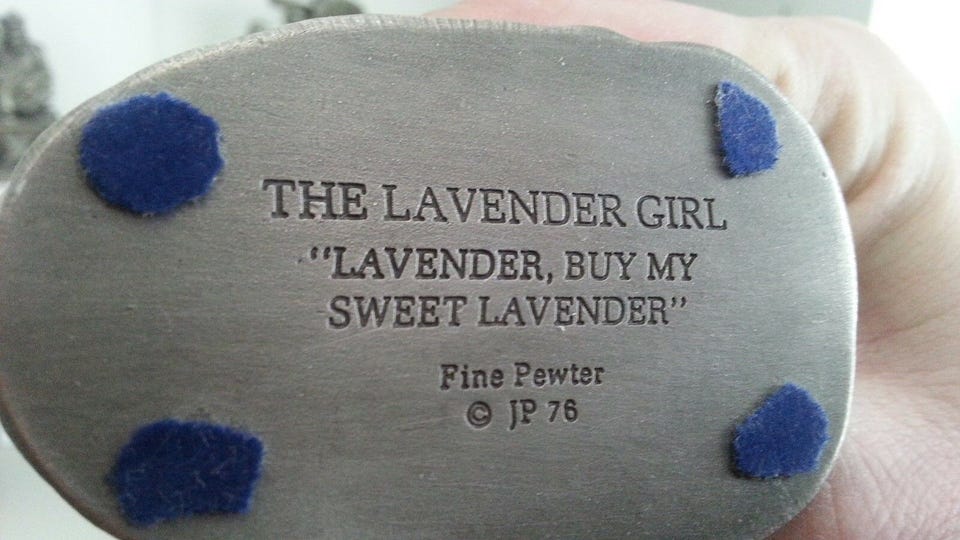 THE LAVENDER GIRL
“LAVENDER, BUY MY
SWEET LAVENDER”
Fine Pewter
© JP 76